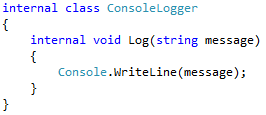 internal class ConsoleLogger
{
    internal void Log(string message)
    {
        Console.WriteLine(message);
    }
}